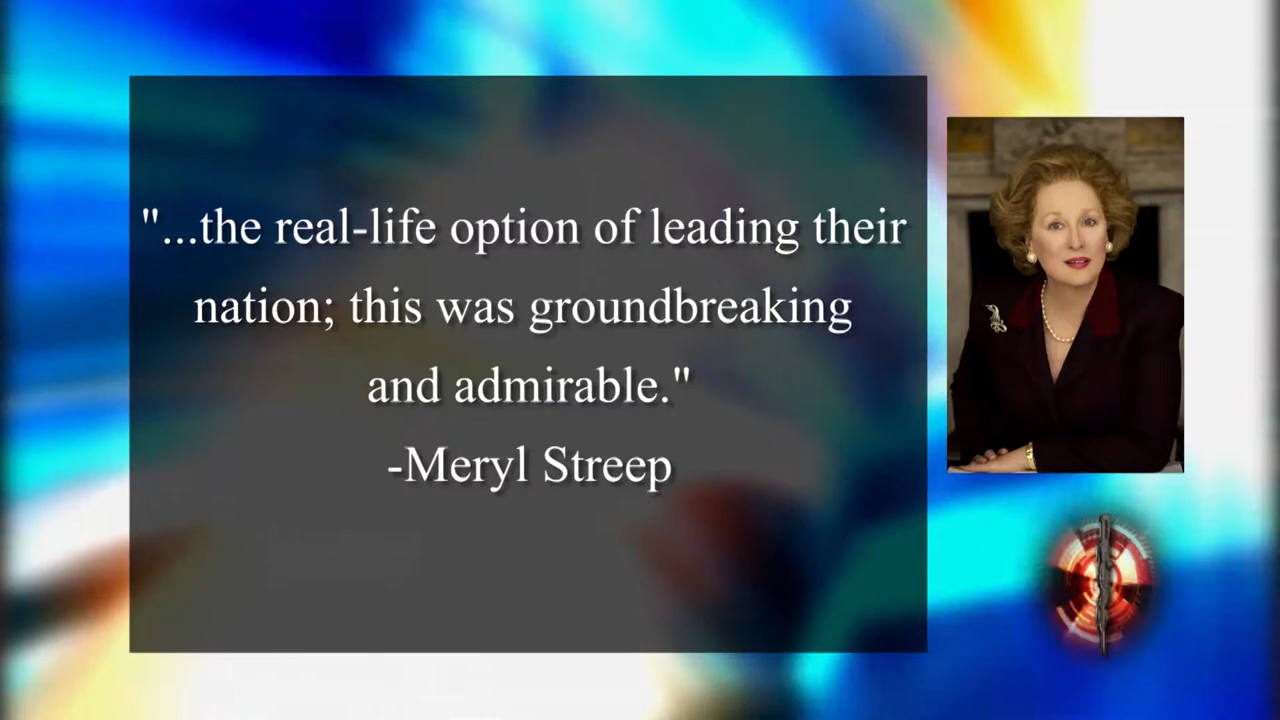 "...the real-life option of leading their
nation; this was groundbreaking
and admirable."
-Meryl Streep